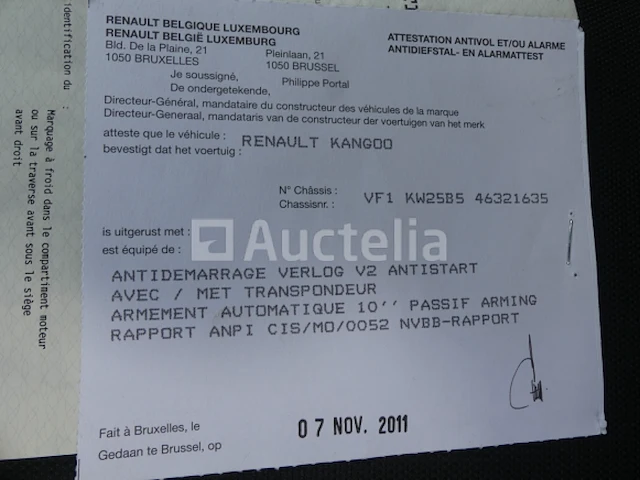 RENAULT BELGIQUE LUXEMBOURG
RENAULT BELGIË LUXEMBURG
Bld. De la Plaine, 21 Pleinlaan, 21
1050 BRUXELLES 1050 BRUSSEL
ATTESTATION ANTIVOL ET/OU ALARME
ANTIDIEFSTAL- EN ALARMATTEST
Je soussigné,
De ondergetekende, Philippe Portal
Directeur-Général, mandataire du constructeur des véhicules de la marque
Directeur-Generaal, mandataris van de constructeur der voertuigen van het merk
atteste que le véhicule : RENAULT KANGOO
bevestigt dat het voertuig :
N° Châssis :
Chassisnr. : VF1 KW25B5 46321635
is uitgerust met :
est équipé de :
Auctelia
ANTIDEMARRAGE VERLOG V2 ANTISTART
AVEC / MET TRANSPONDEUR
ARMEMENT AUTOMATIQUE 10'' PASSIF ARMING
RAPPORT ANPI CIS/MO/0052 NVBB-RAPPORT
Fait à Bruxelles, le
Gedaan te Brussel, op 07 NOV. 2011
identification du :
Marquage à froid dans le compartiment moteur
ou sur la traverse avant sous le siège
avant droit